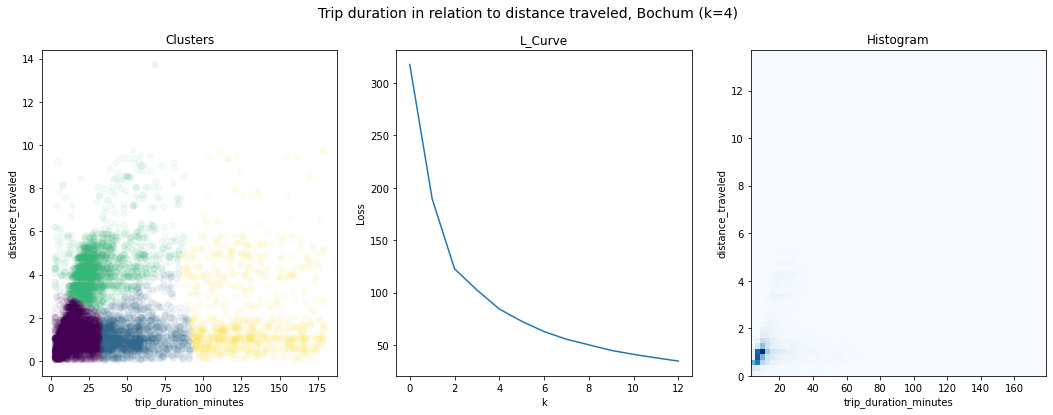 Trip duration in relation to distance traveled, Bochum (k=4)
Clusters
distance_traveled
14
12
10
8
6
4
2
0
0 25 50 75 100 125 150 175
trip_duration_minutes
L_Curve
Loss
300
250
200
150
100
50
0 2 4 6 8 10 12
k
Histogram
distance_traveled
12
10
8
6
4
2
0
20 40 60 80 100 120 140 160
trip_duration_minutes